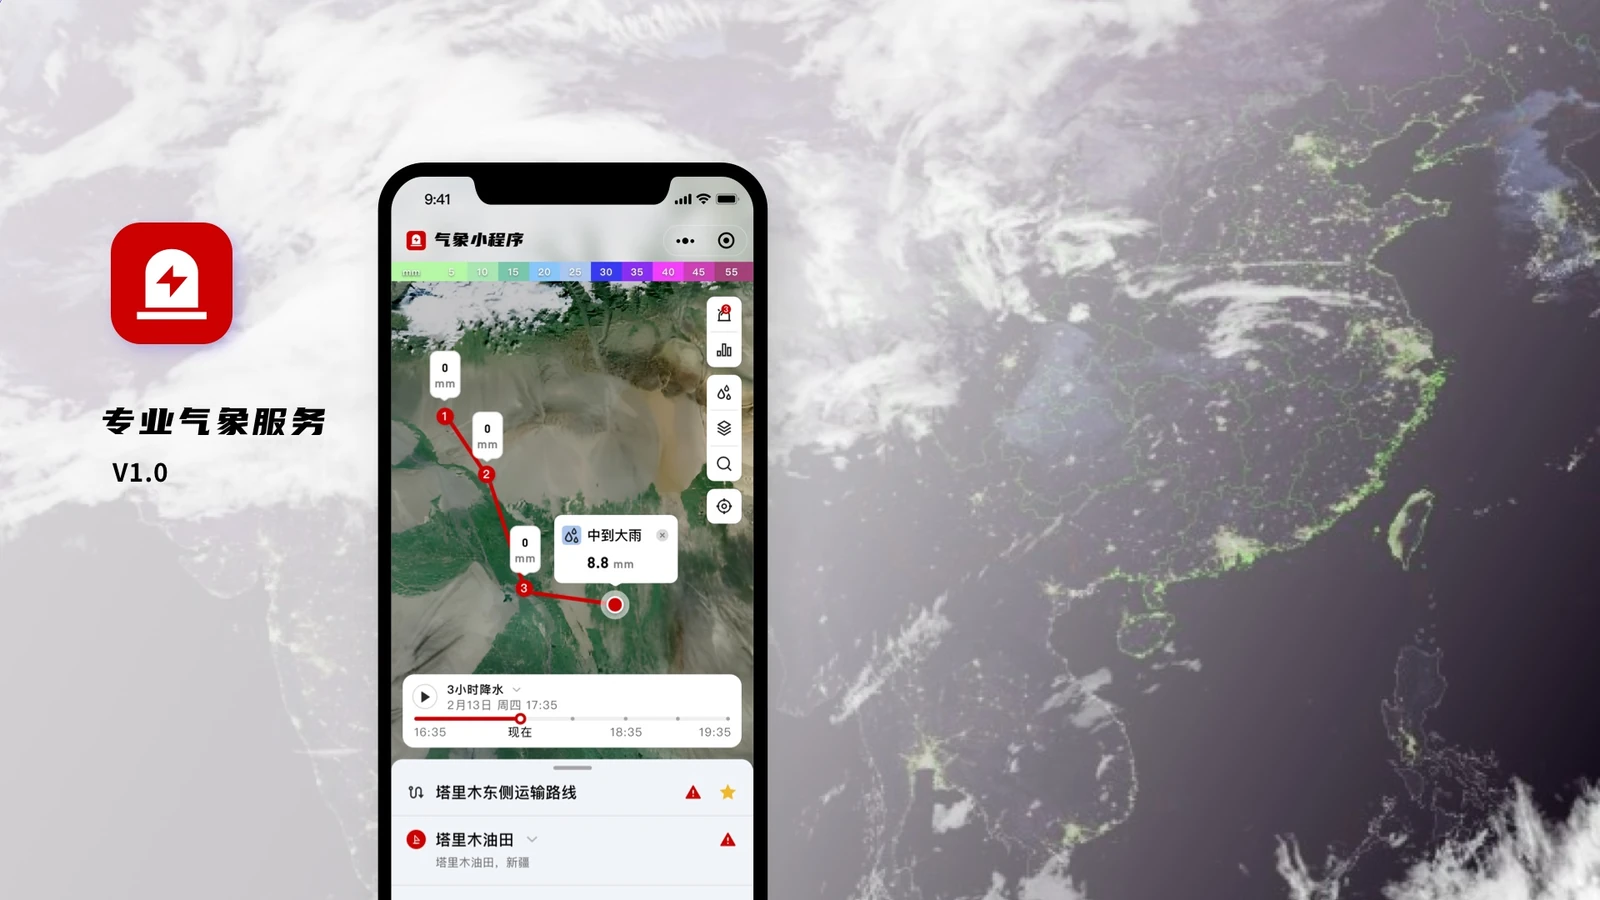 专业气象服务
V1.0
9:41
气象小程序
mm 5 10 15 20 25 30 35 40 45 55
3
0
mm
1
0
mm
2
0
mm
3
中到大雨
8.8 mm
3小时降水
2月13日 周四 17:35
16:35 现在 18:35 19:35
塔里木东侧运输路线
塔里木油田
塔里木油田，新疆